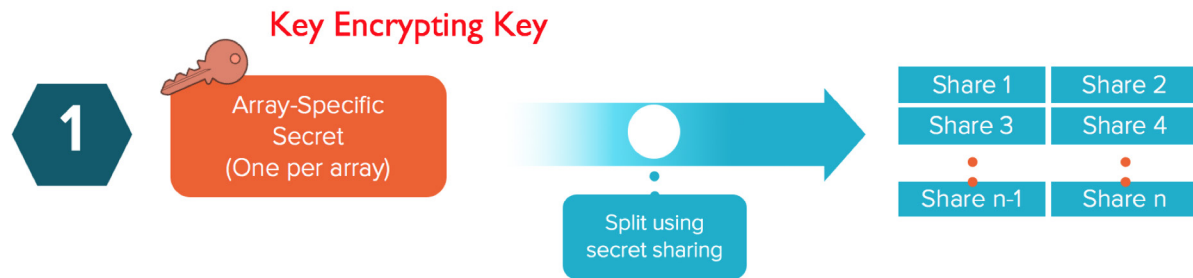 Key Encrypting Key
1
Array-Specific
Secret
(One per array)
Split using
secret sharing
Share 1
Share 2
Share 3
Share 4
Share n-1
Share n